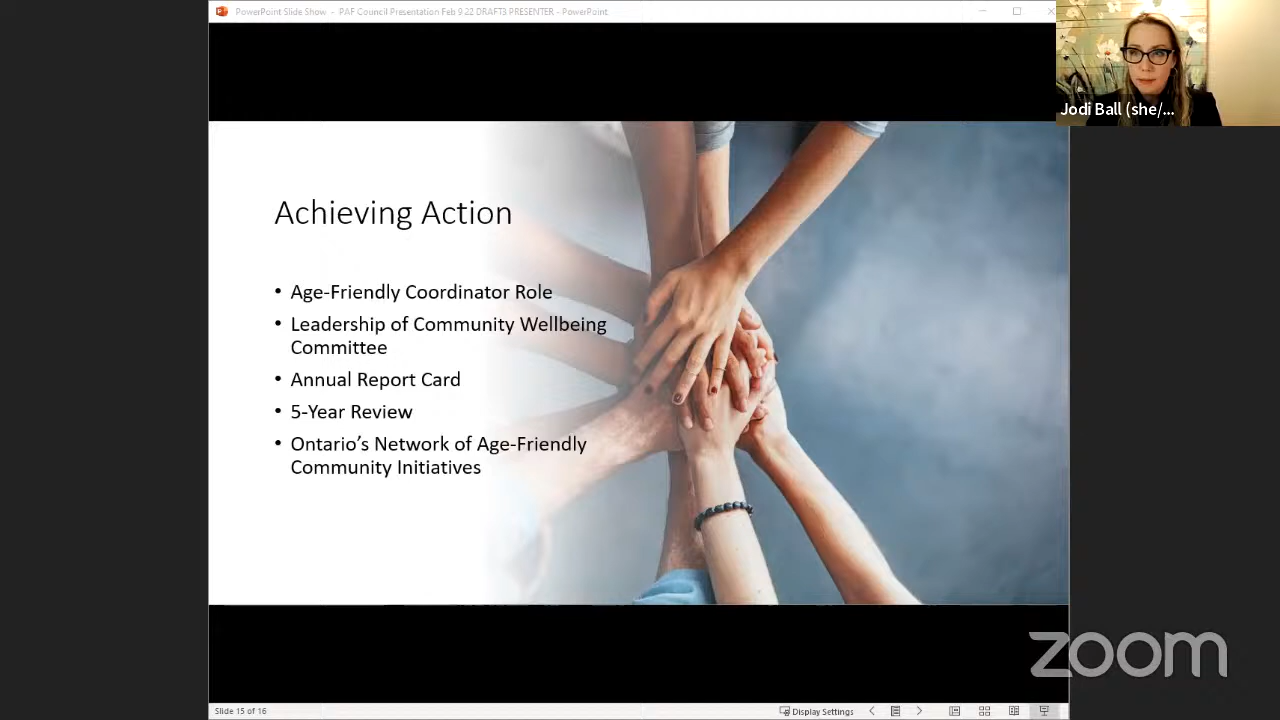 PowerPoint Slide Show - PAF Council Presentation Feb 9 22 DRAFT3 PRESENTER - PowerPoint
Jodi Ball (she/...
Achieving Action
• Age-Friendly Coordinator Role
• Leadership of Community Wellbeing
Committee
• Annual Report Card
• 5-Year Review
• Ontario's Network of Age-Friendly
Community Initiatives
zoom
Slide 15 of 16
Display Settings